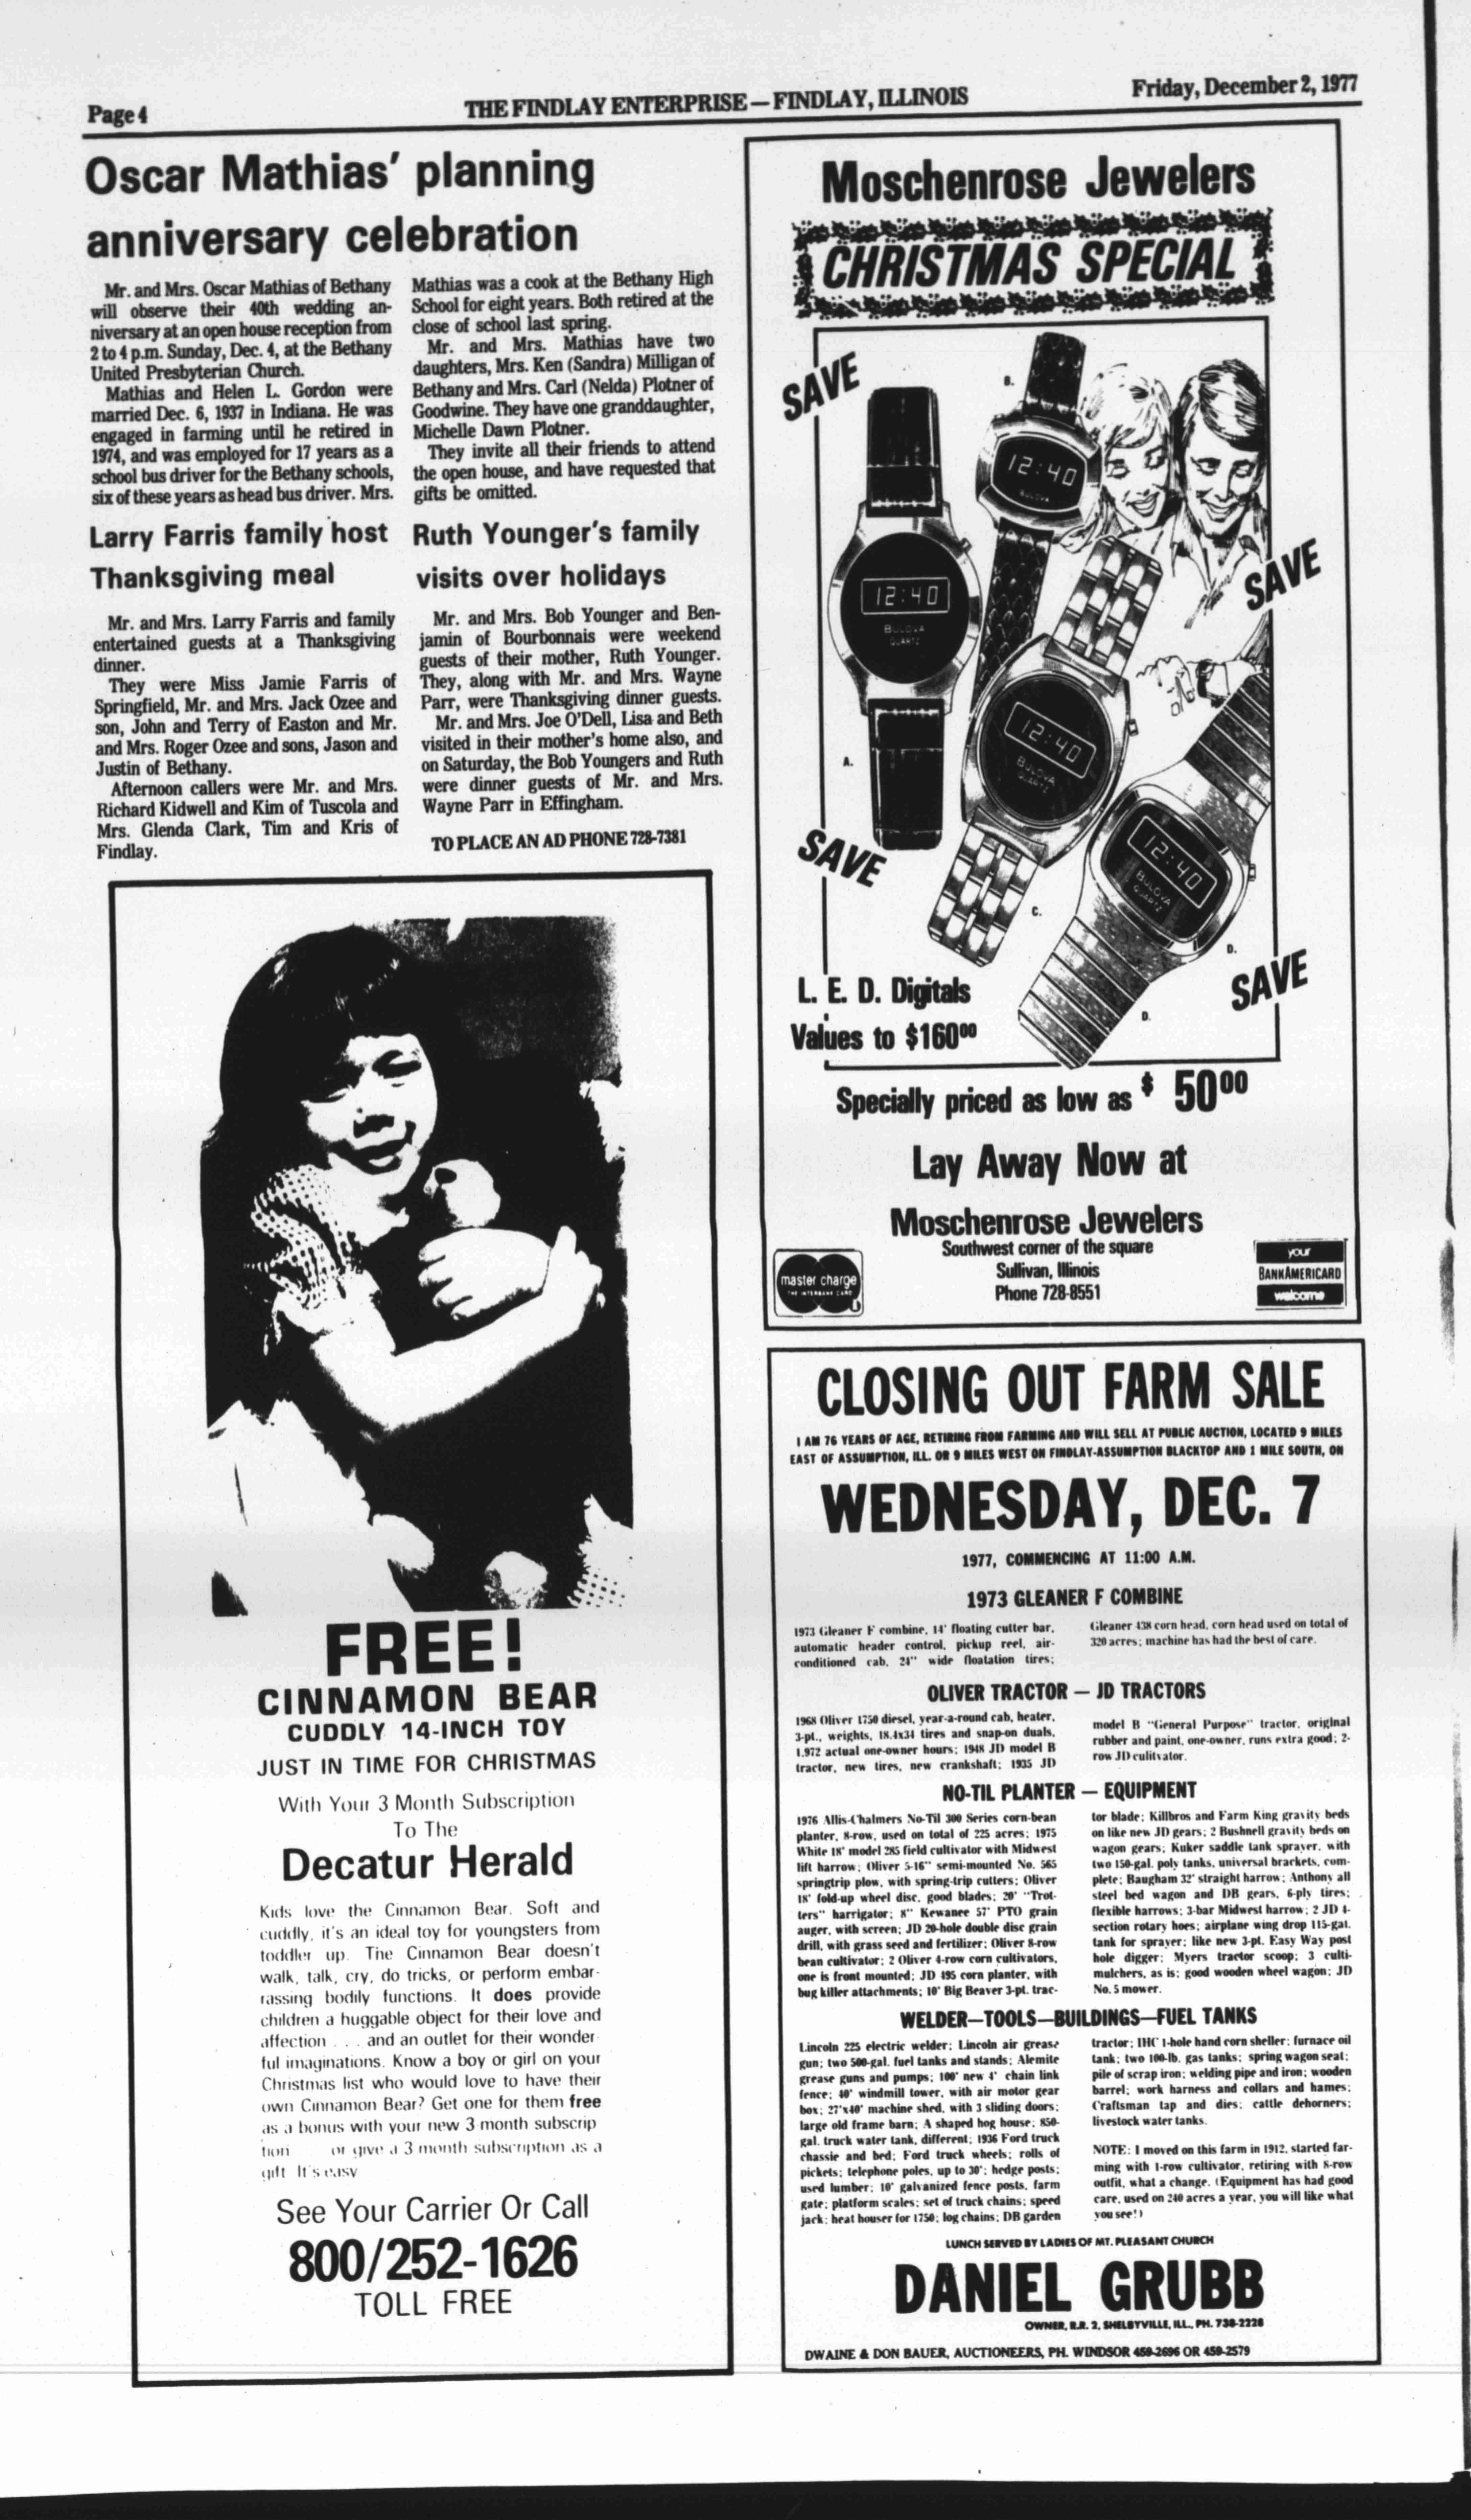 Page 4
THE FINDLAY ENTERPRISE — FINDLAY, ILLINOIS
Friday, December 2, 1977
Oscar Mathias' planning
anniversary celebration
Mr. and Mrs. Oscar Mathias of Bethany
will observe their 40th wedding an-
niversary at an open house reception from
2 to 4 p.m. Sunday, Dec. 4, at the Bethany
United Presbyterian Church.
Mathias and Helen L. Gordon were
married Dec. 6, 1937 in Indiana. He was
engaged in farming until he retired in
1974, and was employed for 17 years as a
school bus driver for the Bethany schools,
six of these years as head bus driver. Mrs.
Mathias was a cook at the Bethany High
School for eight years. Both retired at the
close of school last spring.
Mr. and Mrs. Mathias have two
daughters, Mrs. Ken (Sandra) Milligan of
Bethany and Mrs. Carl (Nelda) Plotner of
Goodwine. They have one granddaughter,
Michelle Dawn Plotner.
They invite all their friends to attend
the open house, and have requested that
gifts be omitted.
Larry Farris family host
Thanksgiving meal
Mr. and Mrs. Larry Farris and family
entertained guests at a Thanksgiving
dinner.
They were Miss Jamie Farris of
Springfield, Mr. and Mrs. Jack Ozee and
son, John and Terry of Easton and Mr.
and Mrs. Roger Ozee and sons, Jason and
Justin of Bethany.
Afternoon callers were Mr. and Mrs.
Richard Kidwell and Kim of Tuscola and
Mrs. Glenda Clark, Tim and Kris of
Findlay.
Ruth Younger's family
visits over holidays
Mr. and Mrs. Bob Younger and Ben-
jamin of Bourbonnais were weekend
guests of their mother, Ruth Younger.
They, along with Mr. and Mrs. Wayne
Parr, were Thanksgiving dinner guests.
Mr. and Mrs. Joe O'Dell, Lisa and Beth
visited in their mother's home also, and
on Saturday, the Bob Youngers and Ruth
were dinner guests of Mr. and Mrs.
Wayne Parr in Effingham.
TO PLACE AN AD PHONE 728-7381
FREE!
CINNAMON BEAR
CUDDLY 14-INCH TOY
JUST IN TIME FOR CHRISTMAS
With Your 3 Month Subscription
To The
Decatur Herald
Kids love the Cinnamon Bear. Soft and
cuddly, it's an ideal toy for youngsters from
toddler up. The Cinnamon Bear doesn't
walk, talk, cry, do tricks, or perform embar-
rassing bodily functions. It does provide
children a huggable object for their love and
affection . . . and an outlet for their wonder-
ful imaginations. Know a boy or girl on your
Christmas list who would love to have their
own Cinnamon Bear? Get one for them free
as a bonus with your new 3-month subscrip
tion or give a 3 month subscription as a
gift It's easy
See Your Carrier Or Call
800/252-1626
TOLL FREE
Moschenrose Jewelers
CHRISTMAS SPECIAL
SAVE
B.
12:40
BULOVA
12:40
BULOVA
QUARTZ
SAVE
A.
12:40
BULOVA
QUARTZ
SAVE
12:40
BULOVA
QUARTZ
C.
D.
SAVE
D.
L. E. D. Digitals
Values to $160⁰⁰
Specially priced as low as $ 50⁰⁰
Lay Away Now at
Moschenrose Jewelers
Southwest corner of the square
Sullivan, Illinois
Phone 728-8551
master charge
THE INTERBANK CARD
your
BANKAMERICARD
welcome
CLOSING OUT FARM SALE
I AM 76 YEARS OF AGE, RETIRING FROM FARMING AND WILL SELL AT PUBLIC AUCTION, LOCATED 9 MILES
EAST OF ASSUMPTION, ILL. OR 9 MILES WEST ON FINDLAY-ASSUMPTION BLACKTOP AND 1 MILE SOUTH, ON
WEDNESDAY, DEC. 7
1977, COMMENCING AT 11:00 A.M.
1973 GLEANER F COMBINE
1973 Gleaner F combine, 14' floating cutter bar,
automatic header control, pickup reel, air-
conditioned cab, 24" wide floatation tires;
Gleaner 438 corn head, corn head used on total of
320 acres; machine has had the best of care.
OLIVER TRACTOR — JD TRACTORS
1968 Oliver 1750 diesel, year-a-round cab, heater,
3-pt., weights, 18.4x34 tires and snap-on duals,
1,972 actual one-owner hours; 1948 JD model B
tractor, new tires, new crankshaft; 1935 JD
model B "General Purpose" tractor, original
rubber and paint, one-owner, runs extra good; 2-
row JD culitvator.
NO-TIL PLANTER — EQUIPMENT
1976 Allis-Chalmers No-Til 300 Series corn-bean
planter, 8-row, used on total of 225 acres; 1975
White 18' model 285 field cultivator with Midwest
lift harrow; Oliver 5-16" semi-mounted No. 565
springtrip plow, with spring-trip cutters; Oliver
18' fold-up wheel disc, good blades; 20' "Trot-
ters" harrigator; 8" Kewanee 57' PTO grain
auger, with screen; JD 20-hole double disc grain
drill, with grass seed and fertilizer; Oliver 8-row
bean cultivator; 2 Oliver 4-row corn cultivators,
one is front mounted; JD 495 corn planter, with
bug killer attachments; 10' Big Beaver 3-pt. trac-
tor blade; Killbros and Farm King gravity beds
on like new JD gears; 2 Bushnell gravity beds on
wagon gears; Kuker saddle tank sprayer, with
two 150-gal. poly tanks, universal brackets, com-
plete; Baugham 32' straight harrow; Anthony all
steel bed wagon and DB gears, 6-ply tires;
flexible harrows; 3-bar Midwest harrow; 2 JD 4-
section rotary hoes; airplane wing drop 115-gal.
tank for sprayer; like new 3-pt. Easy Way post
hole digger; Myers tractor scoop; 3 culti-
mulchers, as is; good wooden wheel wagon; JD
No. 5 mower.
WELDER—TOOLS—BUILDINGS—FUEL TANKS
Lincoln 225 electric welder; Lincoln air grease
gun; two 500-gal. fuel tanks and stands; Alemite
grease guns and pumps; 100' new 4' chain link
fence; 40' windmill tower, with air motor gear
box; 27'x40' machine shed, with 3 sliding doors;
large old frame barn; A shaped hog house; 850-
gal. truck water tank, different; 1936 Ford truck
chassie and bed; Ford truck wheels; rolls of
pickets; telephone poles, up to 30'; hedge posts;
used lumber; 10' galvanized fence posts, farm
gate; platform scales; set of truck chains; speed
jack; heat houser for 1750; log chains; DB garden
tractor; IHC 1-hole hand corn sheller; furnace oil
tank; two 100-lb. gas tanks; spring wagon seat;
pile of scrap iron; welding pipe and iron; wooden
barrel; work harness and collars and hames;
Craftsman tap and dies; cattle dehorners;
livestock water tanks.
NOTE: I moved on this farm in 1912, started far-
ming with 1-row cultivator, retiring with 8-row
outfit, what a change. (Equipment has had good
care, used on 240 acres a year, you will like what
you see!)
LUNCH SERVED BY LADIES OF MT. PLEASANT CHURCH
DANIEL GRUBB
OWNER, R.R. 2, SHELBYVILLE, ILL., PH. 738-2228
DWAINE & DON BAUER, AUCTIONEERS, PH. WINDSOR 459-2696 OR 459-2579